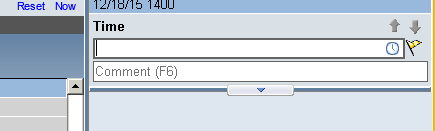 Reset Now
12/18/15 1400
Time
Comment (F6)